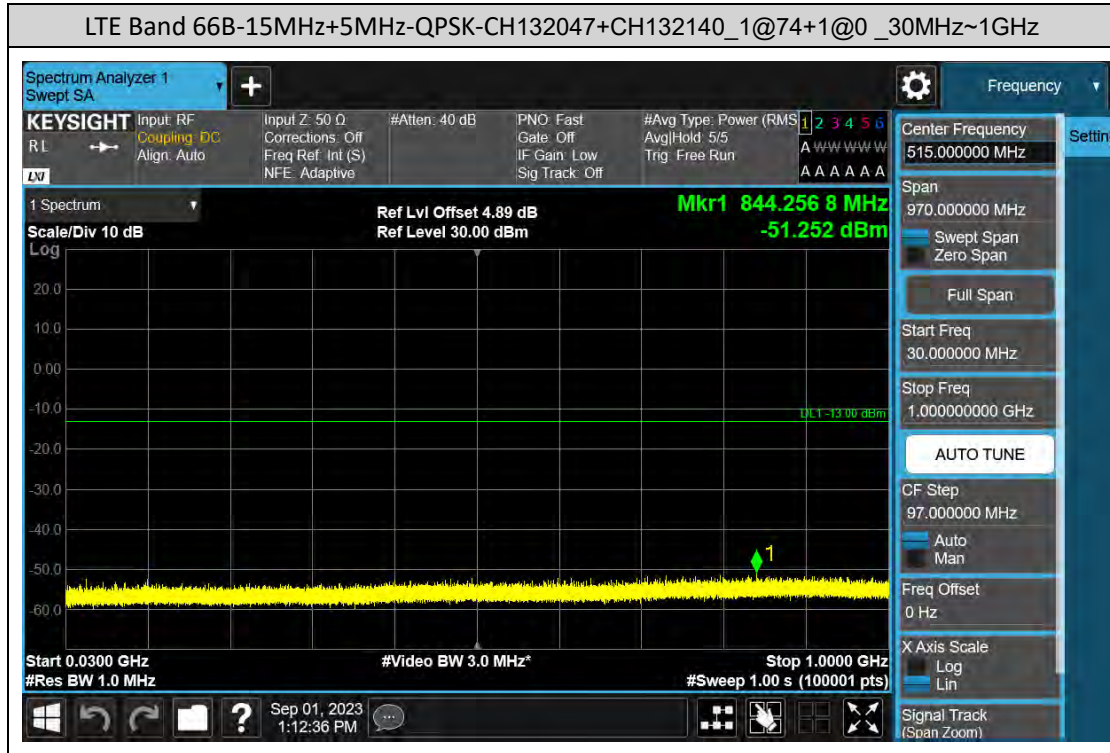 LTE Band 66B-15MHz+5MHz-QPSK-CH132047+CH132140_1@74+1@0 _30MHz~1GHz
Spectrum Analyzer 1
Swept SA
+
Frequency
KEYSIGHT
RL
LXI
Input: RF
Coupling: DC
Align: Auto
Input Z: 50 Ω
Corrections: Off
Freq Ref: Int (S)
NFE: Adaptive
#Atten: 40 dB
PNO: Fast
Gate: Off
IF Gain: Low
Sig Track: Off
#Avg Type: Power (RMS
Avg|Hold: 5/5
Trig: Free Run
1 2 3 4 5 6
A W W W W W
A A A A A A
1 Spectrum
Scale/Div 10 dB
Log
Ref Lvl Offset 4.89 dB
Ref Level 30.00 dBm
Mkr1 844.256 8 MHz
-51.252 dBm
20.0
10.0
0.00
-10.0
DL1 -13.00 dBm
-20.0
-30.0
-40.0
1
-50.0
-60.0
Start 0.0300 GHz
#Res BW 1.0 MHz
#Video BW 3.0 MHz*
Stop 1.0000 GHz
#Sweep 1.00 s (100001 pts)
Center Frequency
515.000000 MHz
Settin
Span
970.000000 MHz
Swept Span
Zero Span
Full Span
Start Freq
30.000000 MHz
Stop Freq
1.000000000 GHz
AUTO TUNE
CF Step
97.000000 MHz
Auto
Man
Freq Offset
0 Hz
X Axis Scale
Log
Lin
Signal Track
(Span Zoom)
?
Sep 01, 2023
1:12:36 PM